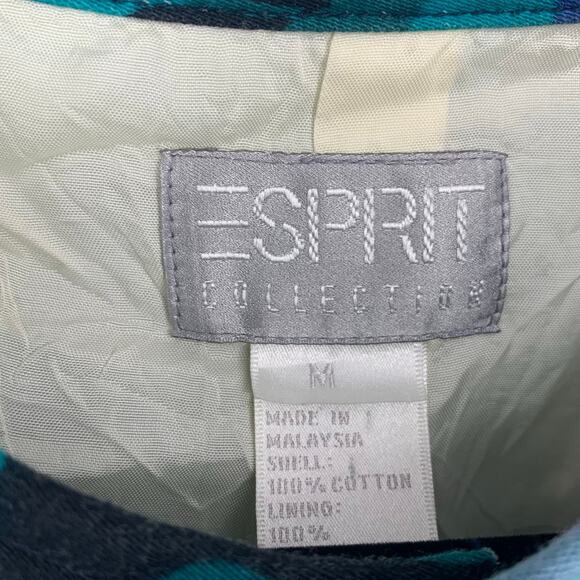 ESPRIT
COLLECTION
M
MADE IN
MALAYSIA
SHELL:
100% COTTON
LINING:
100%